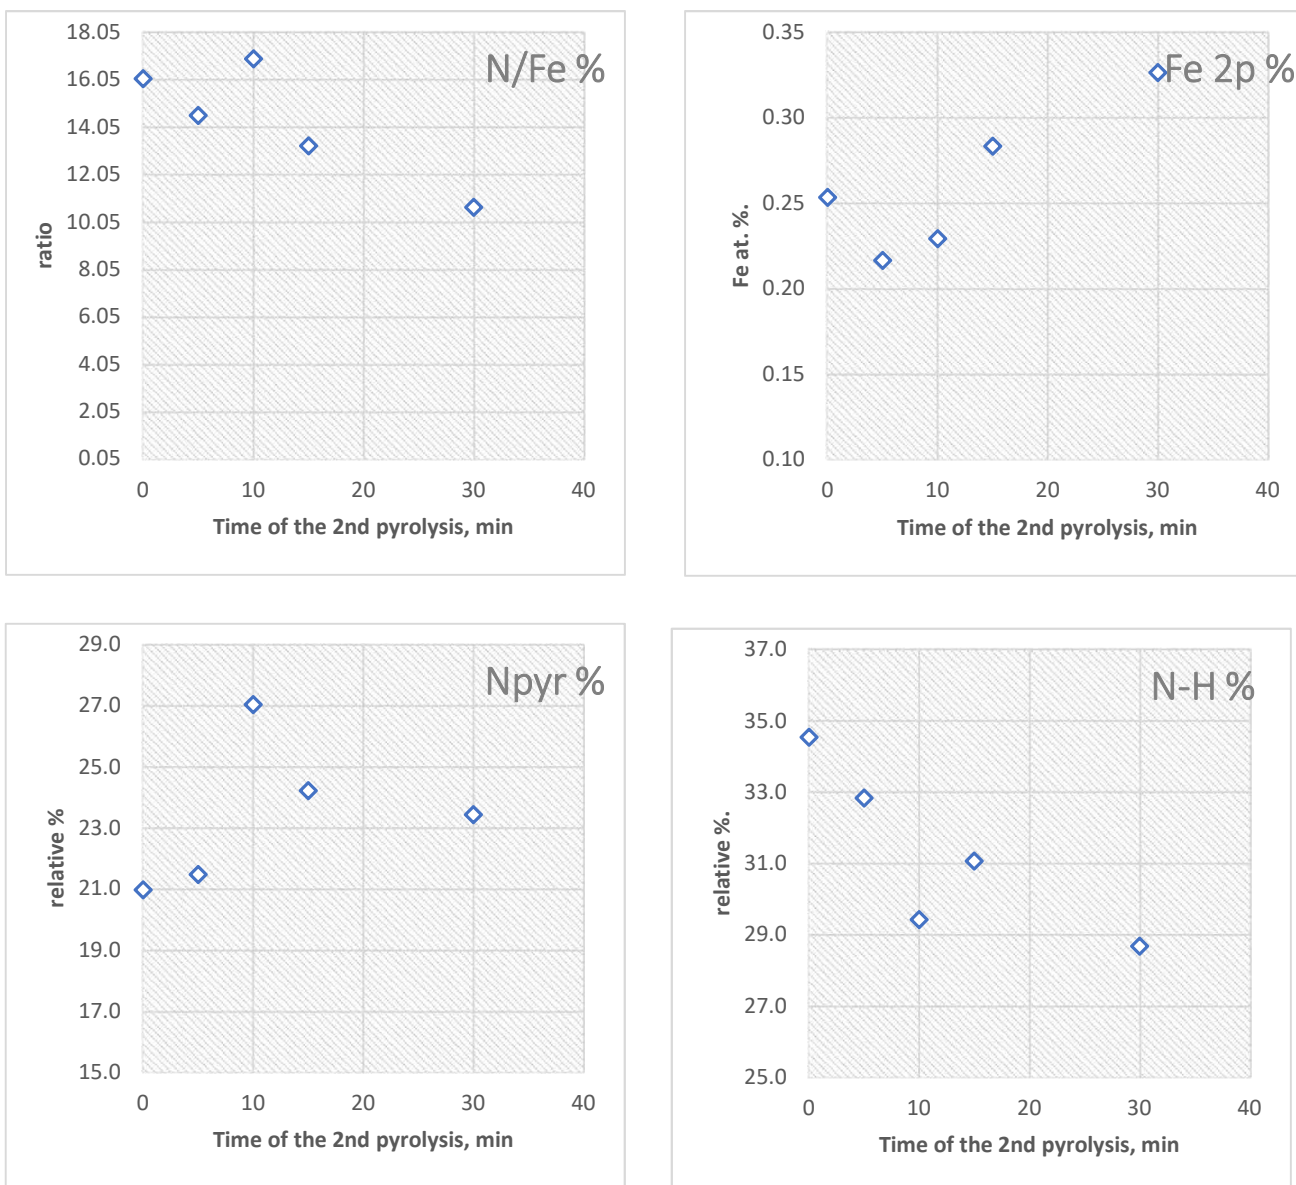 N/Fe %
18.05
16.05
14.05
12.05
10.05
8.05
6.05
4.05
2.05
0.05
ratio
0 10 20 30 40
Time of the 2nd pyrolysis, min
Fe 2p %
0.35
0.30
0.25
0.20
0.15
0.10
Fe at. %.
0 10 20 30 40
Time of the 2nd pyrolysis, min
Npyr %
29.0
27.0
25.0
23.0
21.0
19.0
17.0
15.0
relative %
0 10 20 30 40
Time of the 2nd pyrolysis, min
N-H %
37.0
35.0
33.0
31.0
29.0
27.0
25.0
relative %.
0 10 20 30 40
Time of the 2nd pyrolysis, min